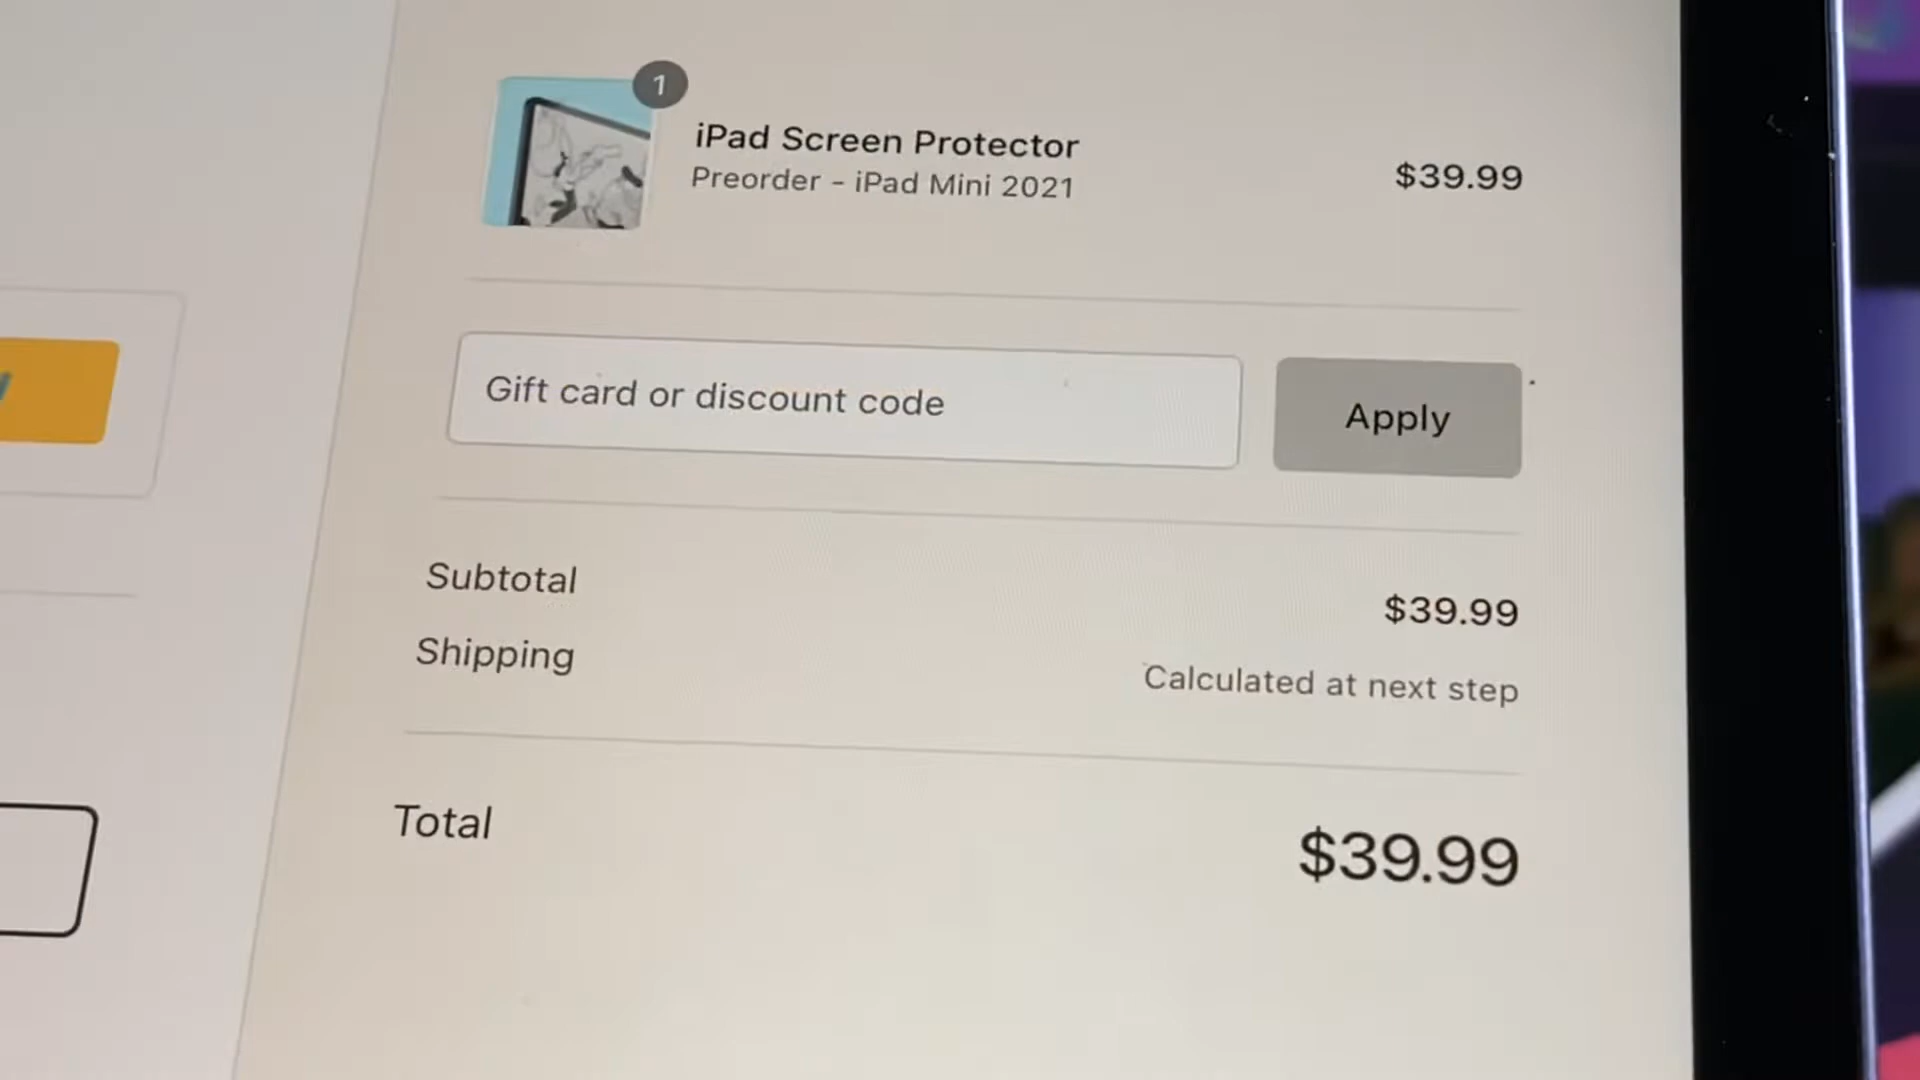 1
iPad Screen Protector
Preorder - iPad Mini 2021
$39.99
Gift card or discount code
Apply
Subtotal
$39.99
Shipping
Calculated at next step
Total
$39.99